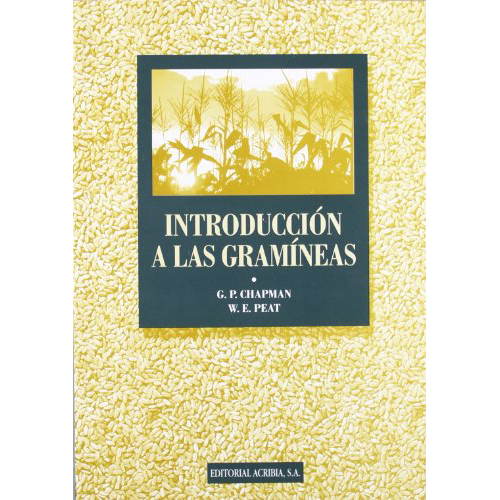 INTRODUCCIÓN
A LAS GRAMÍNEAS
G. P. CHAPMAN
W. E. PEAT
EDITORIAL ACRIBIA, S.A.